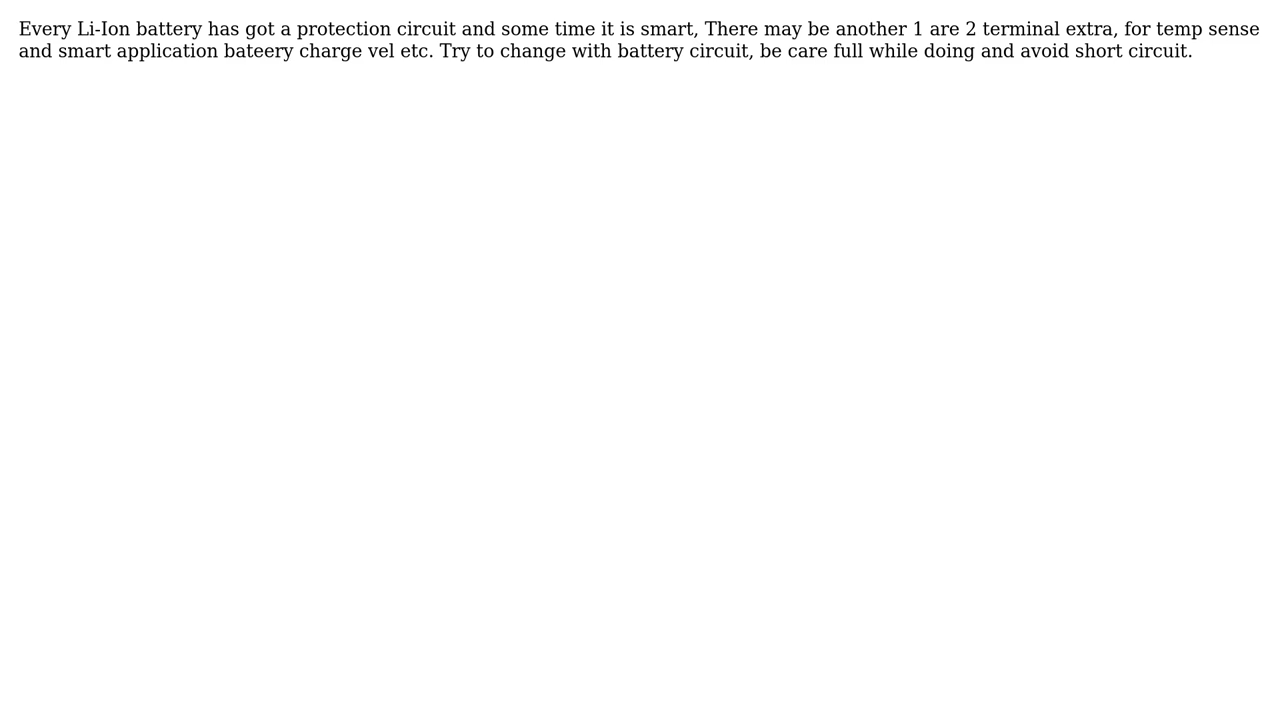 Every Li-Ion battery has got a protection circuit and some time it is smart, There may be another 1 are 2 terminal extra, for temp sense
and smart application bateery charge vel etc. Try to change with battery circuit, be care full while doing and avoid short circuit.